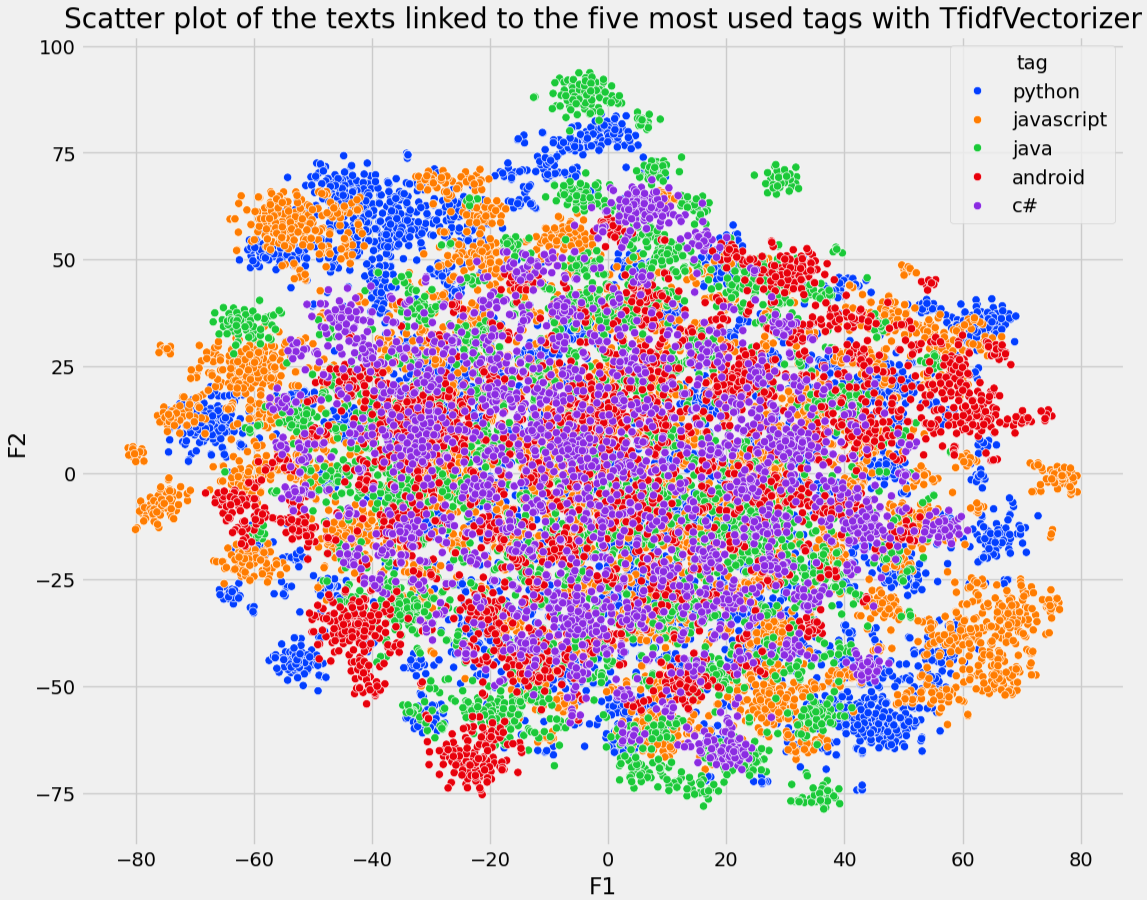 Scatter plot of the texts linked to the five most used tags with TfidfVectorizer
100
75
50
25
0
−25
−50
−75
F2
tag
python
javascript
java
android
c#
−80 −60 −40 −20 0 20 40 60 80
F1